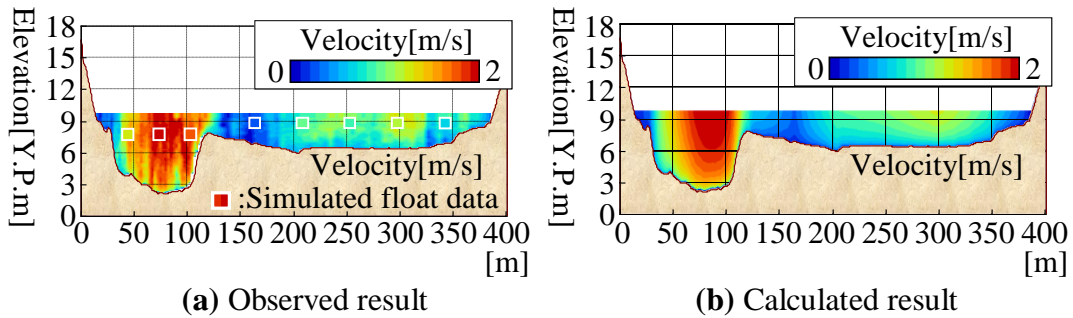 Elevation[Y.P.m]
18
15
12
9
6
3
0
Velocity[m/s]
0 2
Velocity[m/s]
:Simulated float data
0 50 100 150 200 250 300 350 400
[m]
(a) Observed result
Elevation[Y.P.m]
18
15
12
9
6
3
0
Velocity[m/s]
0 2
Velocity[m/s]
0 50 100 150 200 250 300 350 400
[m]
(b) Calculated result